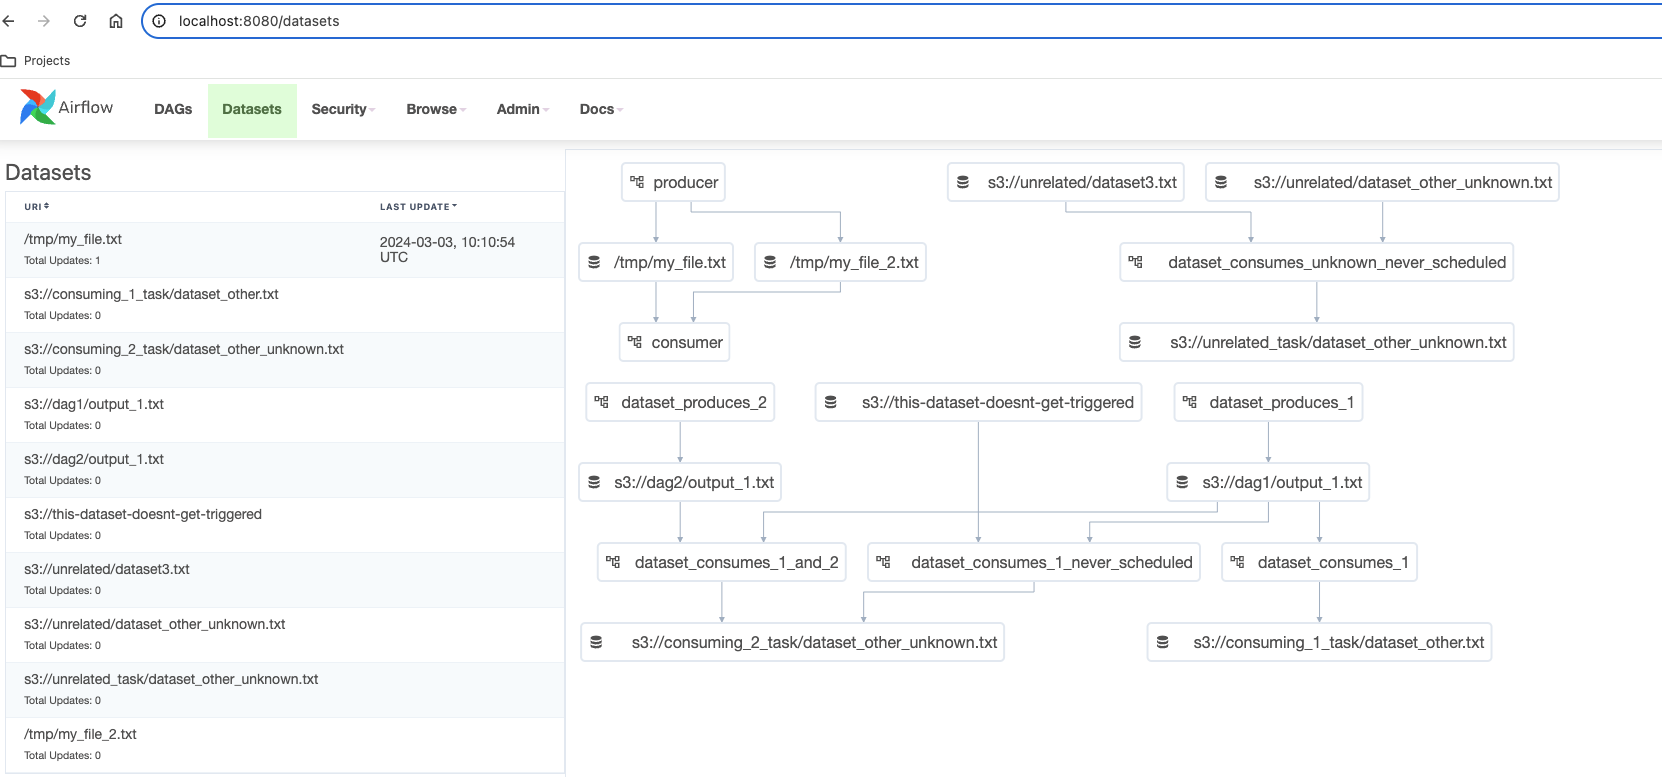 localhost:8080/datasets
Projects
Airflow
DAGs Datasets Security Browse Admin Docs
Datasets
URI LAST UPDATE
/tmp/my_file.txt
Total Updates: 1
2024-03-03, 10:10:54
UTC
s3://consuming_1_task/dataset_other.txt
Total Updates: 0
s3://consuming_2_task/dataset_other_unknown.txt
Total Updates: 0
s3://dag1/output_1.txt
Total Updates: 0
s3://dag2/output_1.txt
Total Updates: 0
s3://this-dataset-doesnt-get-triggered
Total Updates: 0
s3://unrelated/dataset3.txt
Total Updates: 0
s3://unrelated/dataset_other_unknown.txt
Total Updates: 0
s3://unrelated_task/dataset_other_unknown.txt
Total Updates: 0
/tmp/my_file_2.txt
Total Updates: 0
producer
s3://unrelated/dataset3.txt
s3://unrelated/dataset_other_unknown.txt
/tmp/my_file.txt
/tmp/my_file_2.txt
dataset_consumes_unknown_never_scheduled
consumer
s3://unrelated_task/dataset_other_unknown.txt
dataset_produces_2
s3://this-dataset-doesnt-get-triggered
dataset_produces_1
s3://dag2/output_1.txt
s3://dag1/output_1.txt
dataset_consumes_1_and_2
dataset_consumes_1_never_scheduled
dataset_consumes_1
s3://consuming_2_task/dataset_other_unknown.txt
s3://consuming_1_task/dataset_other.txt